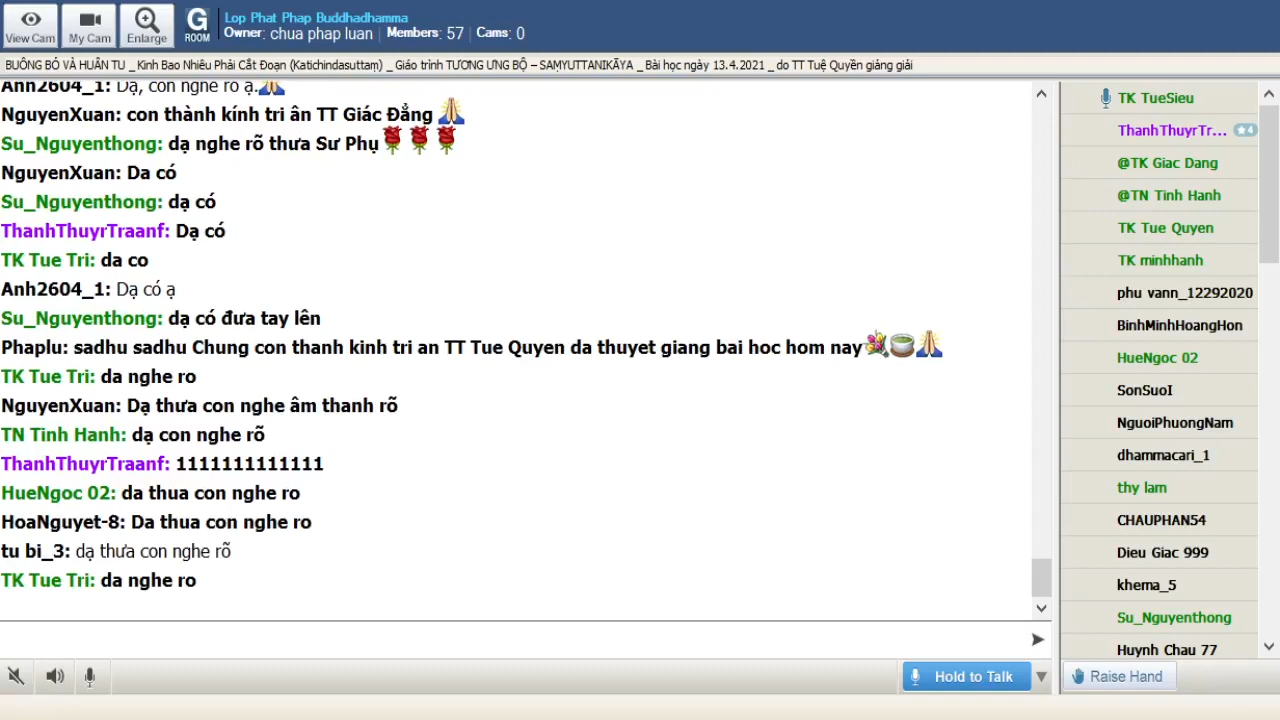 View Cam
My Cam
Enlarge
G
ROOM
Lop Phat Phap Buddhadhamma
Owner: chua phap luan | Members: 57 | Cams: 0
BUÔNG BỎ VÀ HUÂN TU _ Kinh Bao Nhiêu Phải Cắt Đoạn (Katichindasuttaṃ) _ Giáo trình TƯƠNG ƯNG BỘ – SAṂYUTTANIKĀYA _ Bài học ngày 13.4.2021 _ do TT Tuệ Quyền giảng giải
Anh2604_1: Dạ, con nghe rõ ạ.
NguyenXuan: con thành kính tri ân TT Giác Đẳng
Su_Nguyenthong: dạ nghe rõ thưa Sư Phụ
NguyenXuan: Da có
Su_Nguyenthong: dạ có
ThanhThuyrTraanf: Dạ có
TK Tue Tri: da co
Anh2604_1: Dạ có ạ
Su_Nguyenthong: dạ có đưa tay lên
Phaplu: sadhu sadhu Chung con thanh kinh tri an TT Tue Quyen da thuyet giang bai hoc hom nay
TK Tue Tri: da nghe ro
NguyenXuan: Dạ thưa con nghe âm thanh rõ
TN Tinh Hanh: dạ con nghe rõ
ThanhThuyrTraanf: 1111111111111
HueNgoc 02: da thua con nghe ro
HoaNguyet-8: Da thua con nghe ro
tu bi_3: dạ thưa con nghe rõ
TK Tue Tri: da nghe ro
TK TueSieu
ThanhThuyrTr... ★4
@TK Giac Dang
@TN Tinh Hanh
TK Tue Quyen
TK minhhanh
phu vann_12292020
BinhMinhHoangHon
HueNgoc 02
SonSuoI
NguoiPhuongNam
dhammacari_1
thy lam
CHAUPHAN54
Dieu Giac 999
khema_5
Su_Nguyenthong
Huynh Chau 77
Hold to Talk
Raise Hand